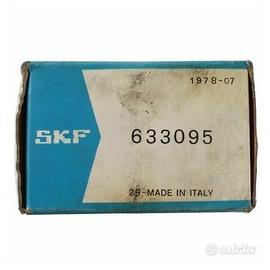 1978-07
SKF
633095
29-MADE IN ITALY
subito